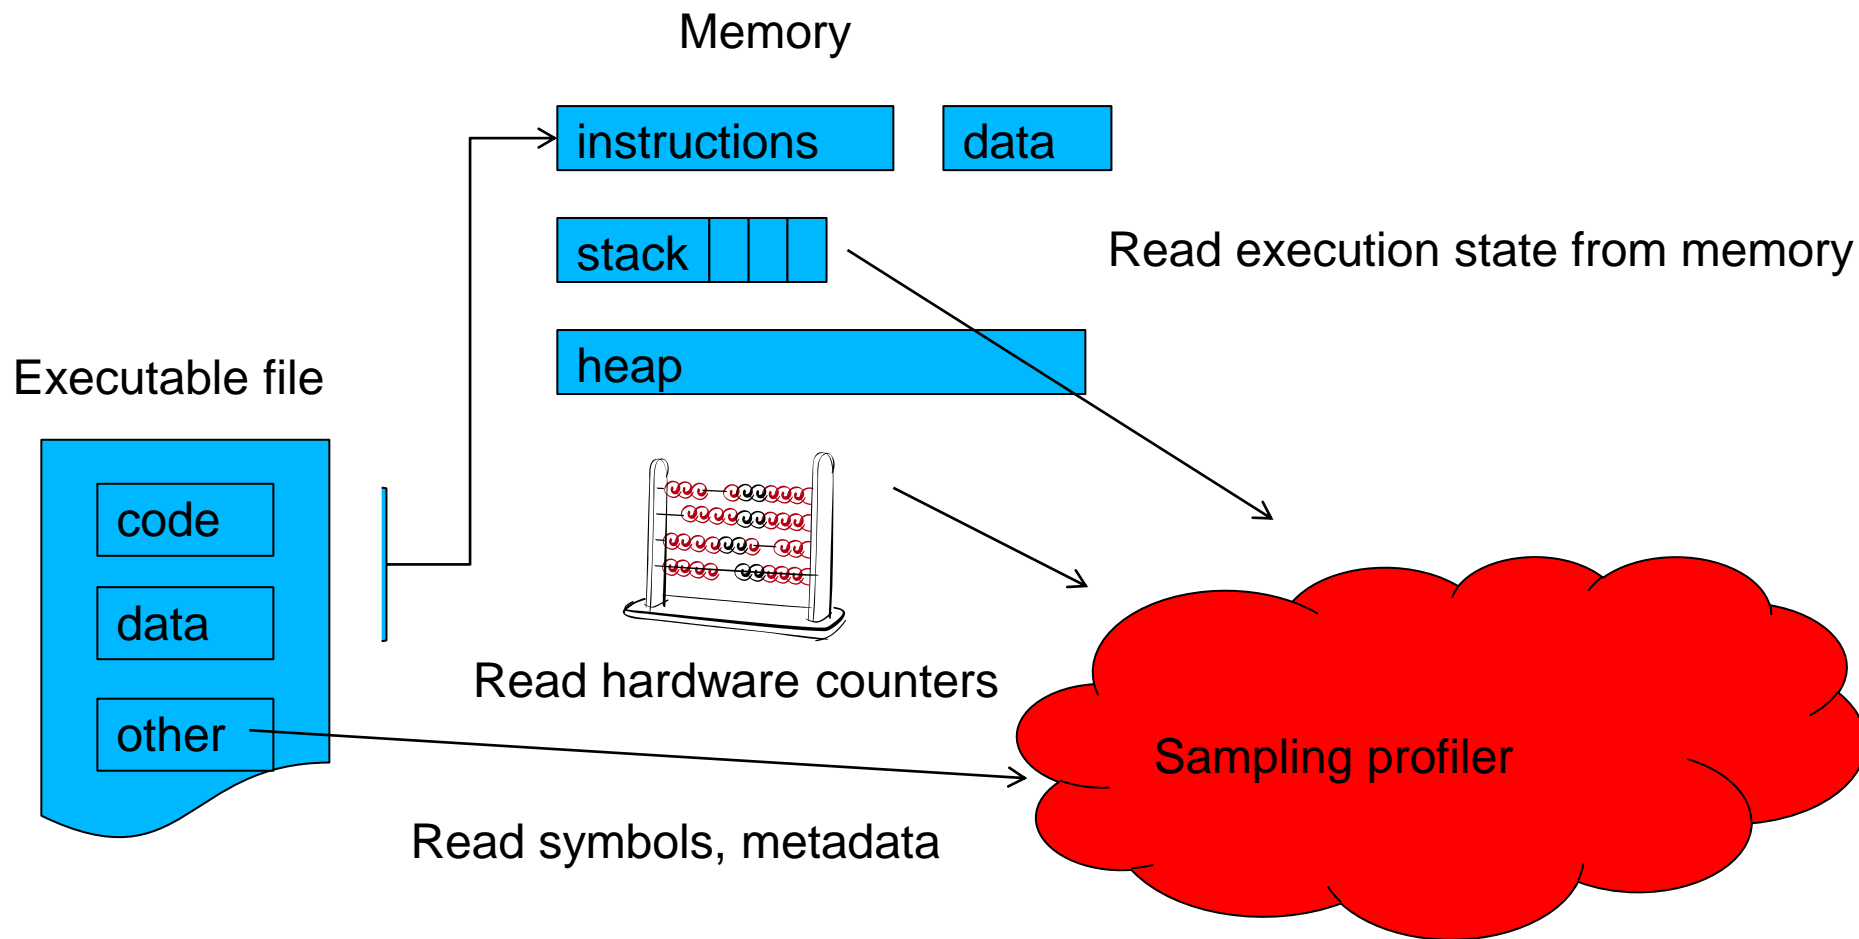 Memory
instructions
data
stack
Read execution state from memory
heap
Executable file
code
data
other
Read hardware counters
Sampling profiler
Read symbols, metadata